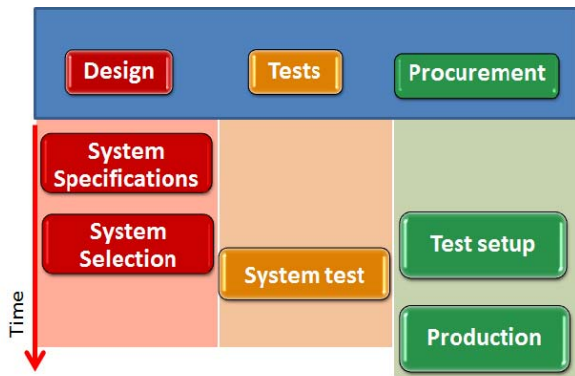 Design
Tests
Procurement
System
Specifications
System
Selection
Test setup
System test
Production
Time